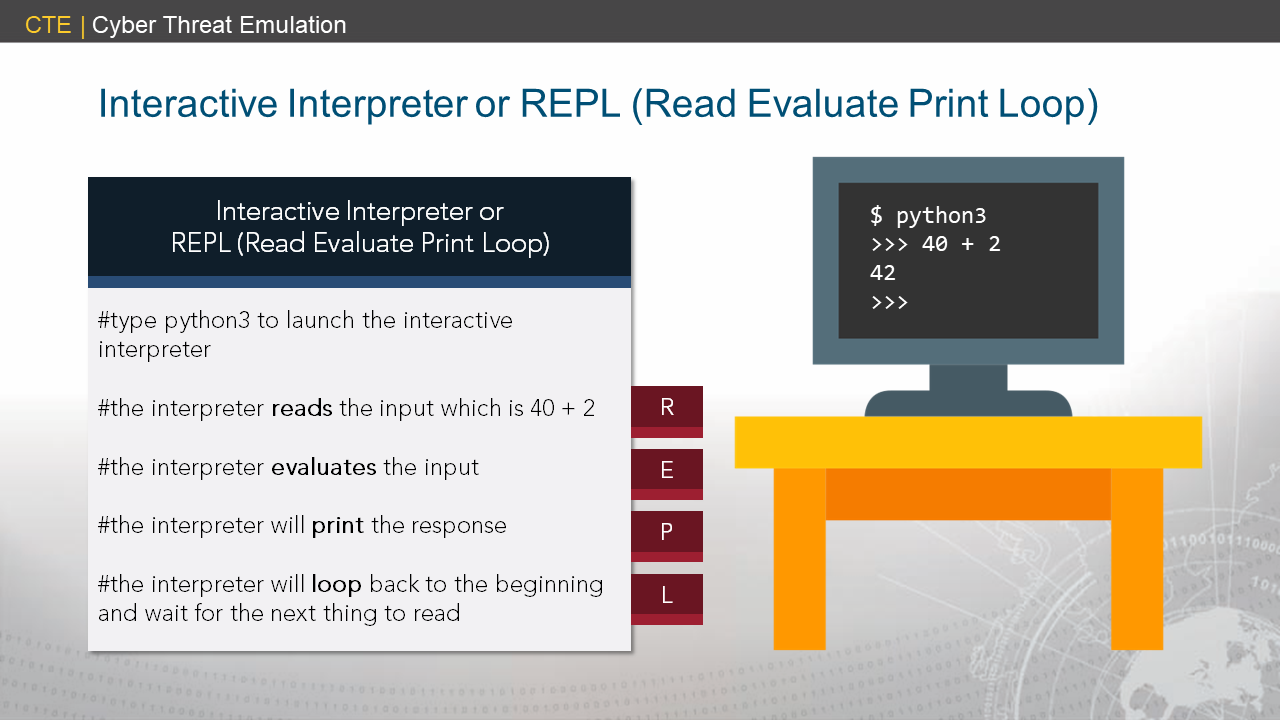 CTE | Cyber Threat Emulation
Interactive Interpreter or REPL (Read Evaluate Print Loop)
Interactive Interpreter or
REPL (Read Evaluate Print Loop)
#type python3 to launch the interactive
interpreter
#the interpreter reads the input which is 40 + 2
#the interpreter evaluates the input
#the interpreter will print the response
#the interpreter will loop back to the beginning
and wait for the next thing to read
R
E
P
L
$ python3
>>> 40 + 2
42
>>>